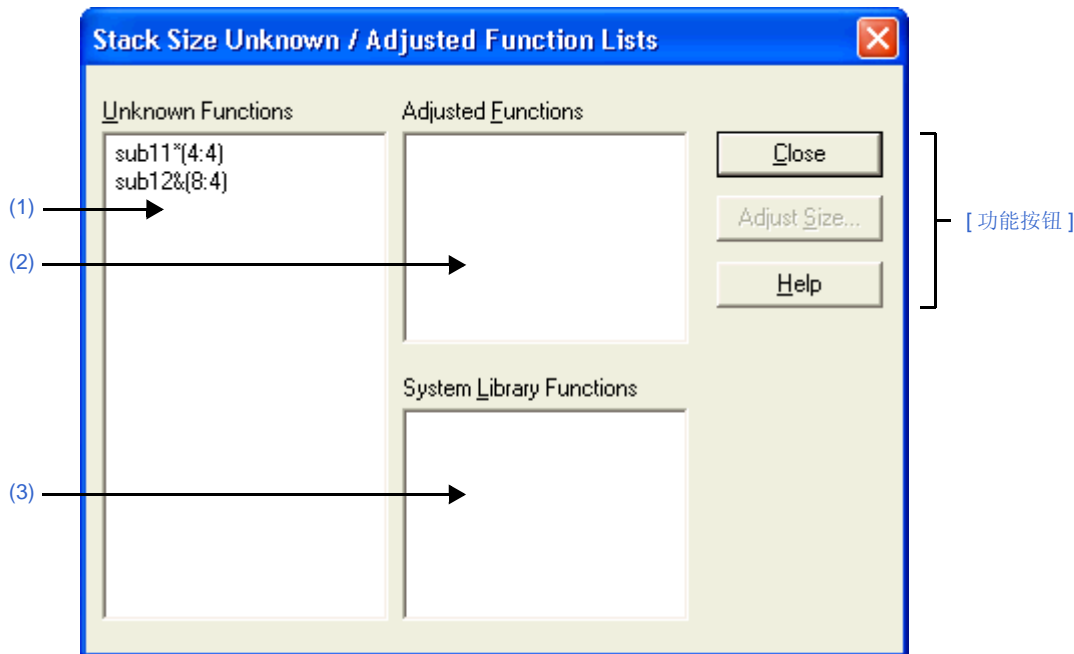 Stack Size Unknown / Adjusted Function Lists
Unknown Functions
sub11*(4:4)
sub12&(8:4)
Adjusted Functions
System Library Functions
Close
Adjust Size...
Help
(1)
(2)
(3)
[ 功能按钮 ]